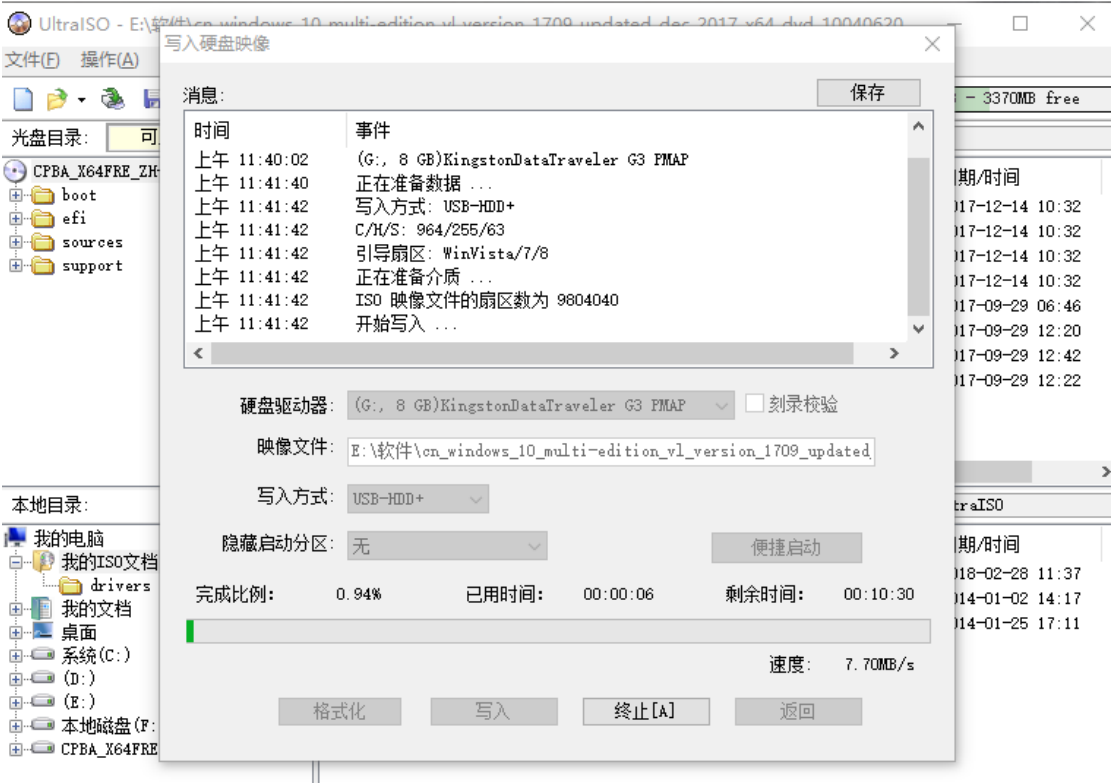 UltraISO - E:\软件\cn_windows_10_multi-edition_vl_version_1709_updated_dec_2017_x64_dvd_10040620
文件(F) 操作(A)
写入硬盘映像
消息:
保存
- 3370MB free
光盘目录: 可
时间 事件
上午 11:40:02 (G:, 8 GB)KingstonDataTraveler G3 PMAP
上午 11:41:40 正在准备数据 ...
上午 11:41:42 写入方式: USB-HDD+
上午 11:41:42 C/H/S: 964/255/63
上午 11:41:42 引导扇区: WinVista/7/8
上午 11:41:42 正在准备介质 ...
上午 11:41:42 ISO 映像文件的扇区数为 9804040
上午 11:41:42 开始写入 ...
CPBA_X64FRE_ZH-
boot
efi
sources
support
期/时间
017-12-14 10:32
017-12-14 10:32
017-12-14 10:32
017-12-14 10:32
017-09-29 06:46
017-09-29 12:20
017-09-29 12:42
017-09-29 12:22
硬盘驱动器: (G:, 8 GB)KingstonDataTraveler G3 PMAP 刻录校验
映像文件: E:\软件\cn_windows_10_multi-edition_vl_version_1709_updated_
写入方式: USB-HDD+
隐藏启动分区: 无 便捷启动
完成比例: 0.94% 已用时间: 00:00:06 剩余时间: 00:10:30
速度: 7.70MB/s
格式化 写入 终止[A] 返回
本地目录:
traISO
我的电脑
我的ISO文档
drivers
我的文档
桌面
系统(C:)
(D:)
(E:)
本地磁盘(F:
CPBA_X64FRE
期/时间
018-02-28 11:37
014-01-02 14:17
014-01-25 17:11